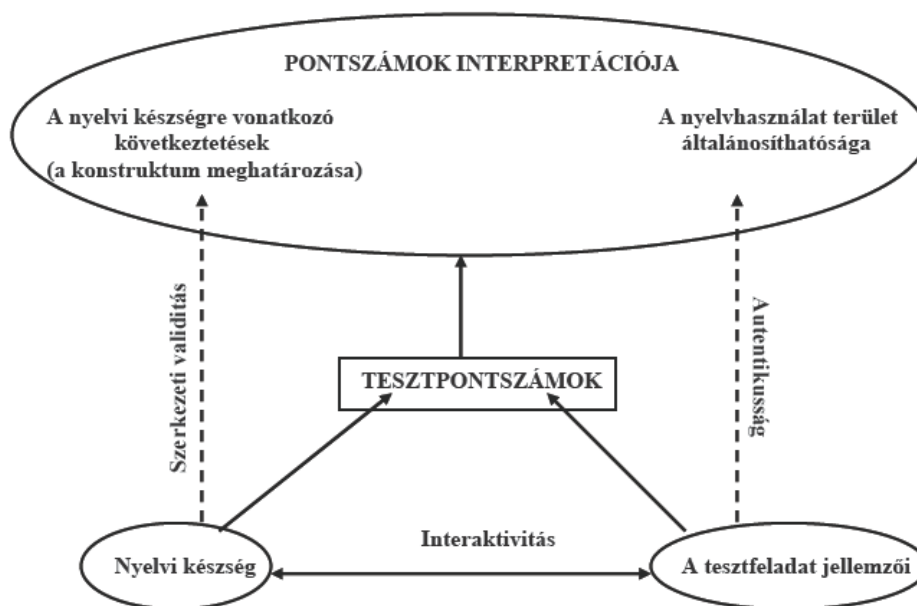 PONTSZÁMOK INTERPRETÁCIÓJA
A nyelvi készségre vonatkozó
következtetések
(a konstruktum meghatározása)
A nyelvhasználat terület
általánosíthatósága
Szerkezeti validitás
Autentikusság
TESZTPONTSZÁMOK
Interaktivitás
Nyelvi készség
A tesztfeladat jellemzői